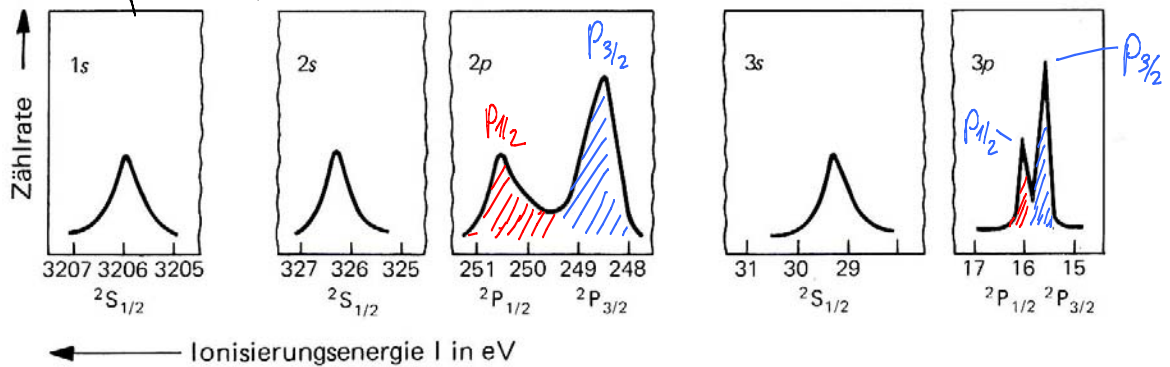 Zählrate
1s
2s
2p
3s
3p
P3/2
P1/2
P1/2
P3/2
3207 3206 3205
327 326 325
251 250 249 248
31 30 29
17 16 15
²S1/2
²S1/2
²P1/2 ²P3/2
²S1/2
²P1/2 ²P3/2
Ionisierungsenergie I in eV